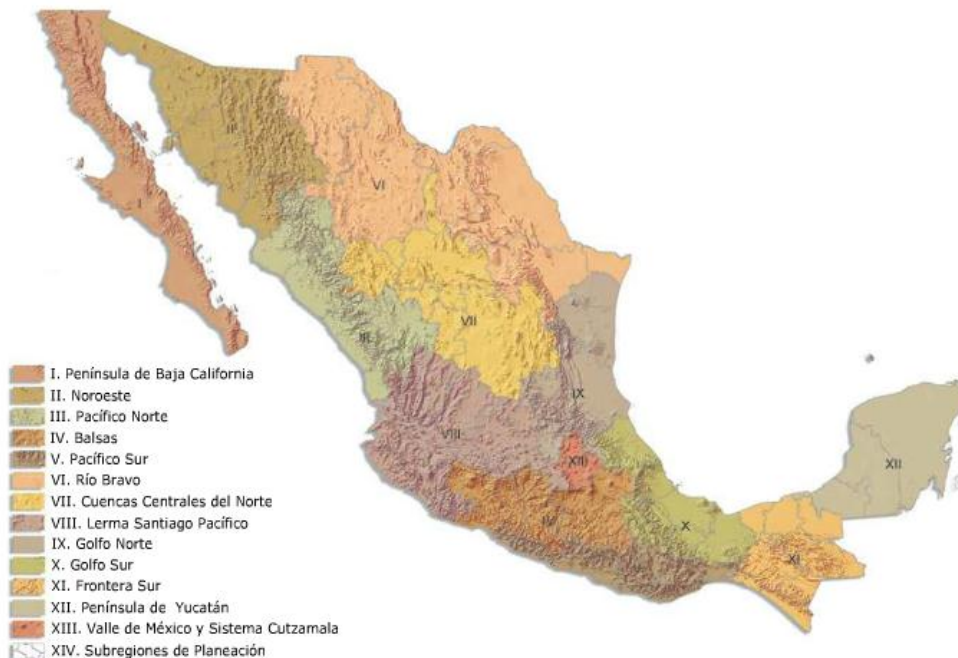 II
VI
I
VII
III
IX
VIII
XIII
XII
IV
X
XI
I. Península de Baja California
II. Noroeste
III. Pacífico Norte
IV. Balsas
V. Pacífico Sur
VI. Río Bravo
VII. Cuencas Centrales del Norte
VIII. Lerma Santiago Pacífico
IX. Golfo Norte
X. Golfo Sur
XI. Frontera Sur
XII. Península de Yucatán
XIII. Valle de México y Sistema Cutzamala
XIV. Subregiones de Planeación